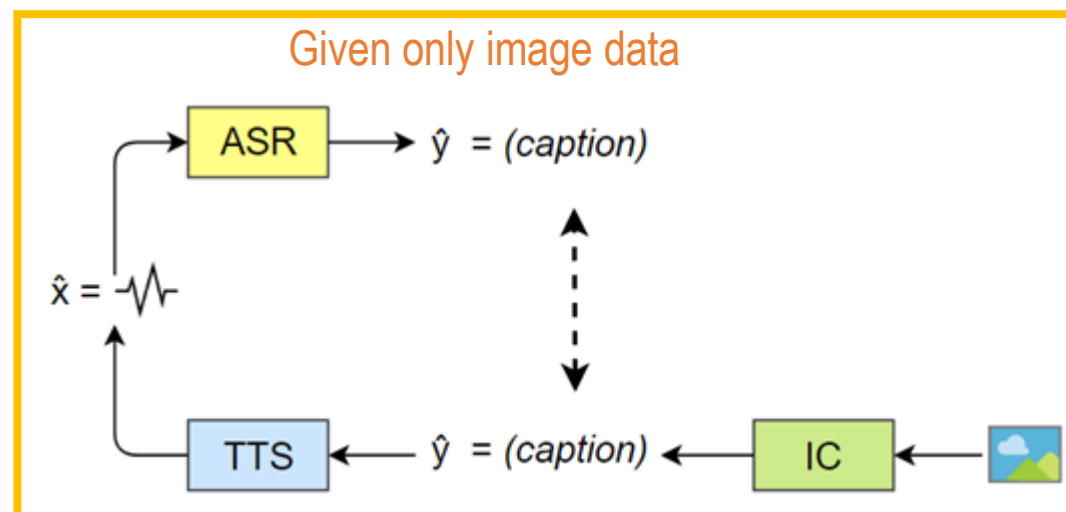 Given only image data
ASR
ŷ = (caption)
x̂ =
TTS
ŷ = (caption)
IC